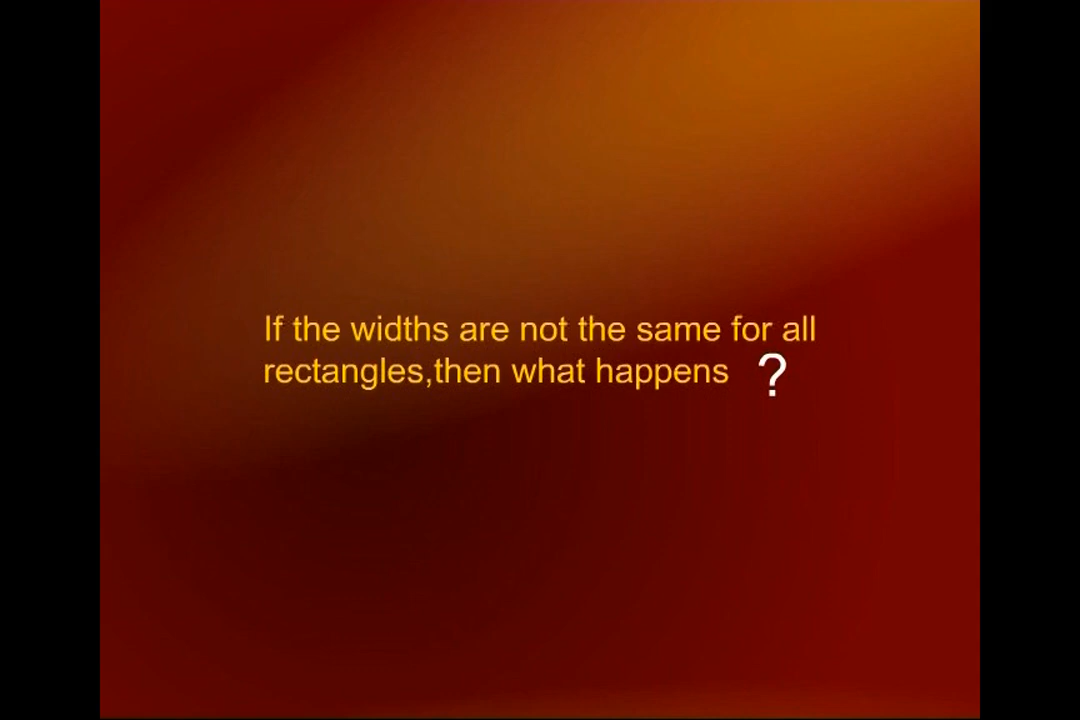 If the widths are not the same for all
rectangles,then what happens ?